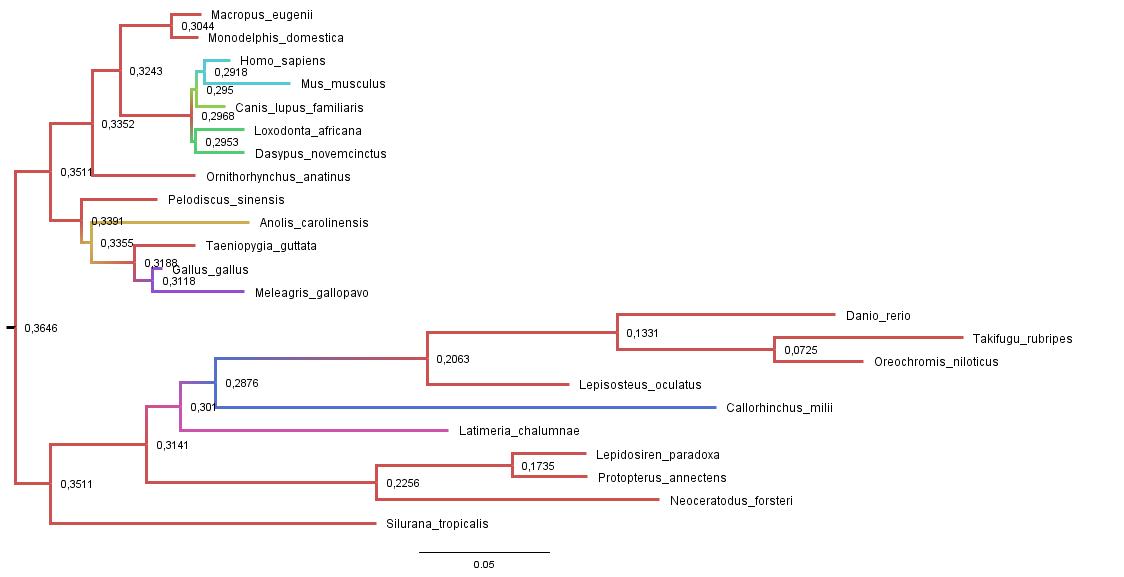 Macropus_eugenii
0,3044
Monodelphis_domestica
Homo_sapiens
0,3243
0,2918
Mus_musculus
0,295
Canis_lupus_familiaris
0,2968
0,3352
Loxodonta_africana
0,2953
Dasypus_novemcinctus
0,3511
Ornithorhynchus_anatinus
Pelodiscus_sinensis
0,3391
Anolis_carolinensis
0,3355
Taeniopygia_guttata
0,3188
Gallus_gallus
0,3118
Meleagris_gallopavo
Danio_rerio
0,3646
0,1331
Takifugu_rubripes
0,0725
0,2063
Oreochromis_niloticus
0,2876
Lepisosteus_oculatus
0,301
Callorhinchus_milii
Latimeria_chalumnae
0,3141
Lepidosiren_paradoxa
0,1735
Protopterus_annectens
0,3511
0,2256
Neoceratodus_forsteri
Silurana_tropicalis
0.05